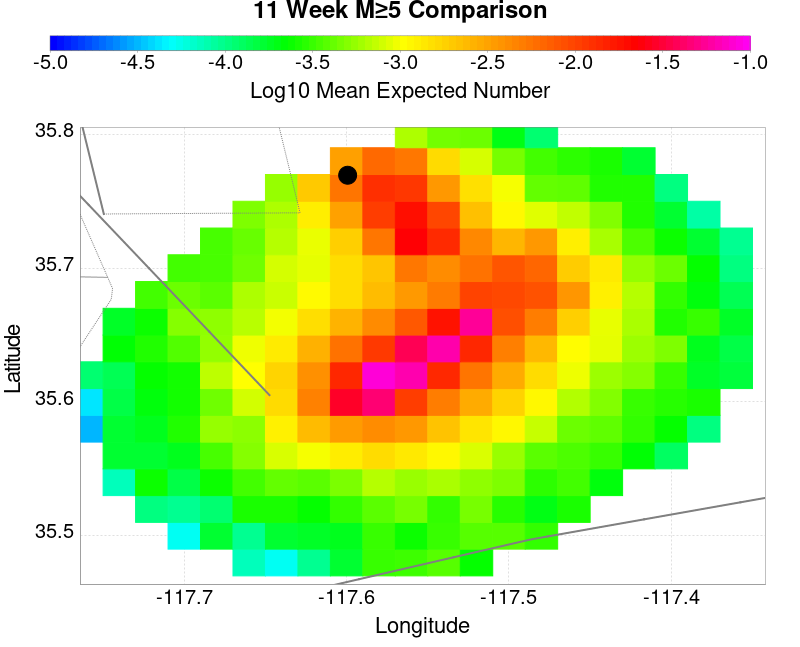 11 Week M≥5 Comparison
-5.0 -4.5 -4.0 -3.5 -3.0 -2.5 -2.0 -1.5 -1.0
Log10 Mean Expected Number
35.8
35.7
35.6
35.5
Latitude
-117.7 -117.6 -117.5 -117.4
Longitude